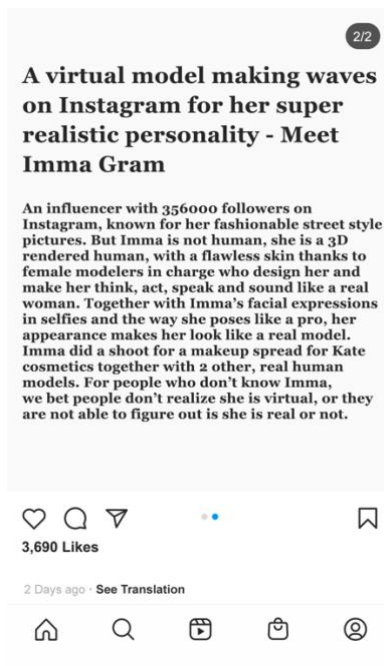 2/2
A virtual model making waves
on Instagram for her super
realistic personality - Meet
Imma Gram
An influencer with 356000 followers on
Instagram, known for her fashionable street style
pictures. But Imma is not human, she is a 3D
rendered human, with a flawless skin thanks to
female modelers in charge who design her and
make her think, act, speak and sound like a real
woman. Together with Imma’s facial expressions
in selfies and the way she poses like a pro, her
appearance makes her look like a real model.
Imma did a shoot for a makeup spread for Kate
cosmetics together with 2 other, real human
models. For people who don’t know Imma,
we bet people don’t realize she is virtual, or they
are not able to figure out is she is real or not.
3,690 Likes
2 Days ago · See Translation